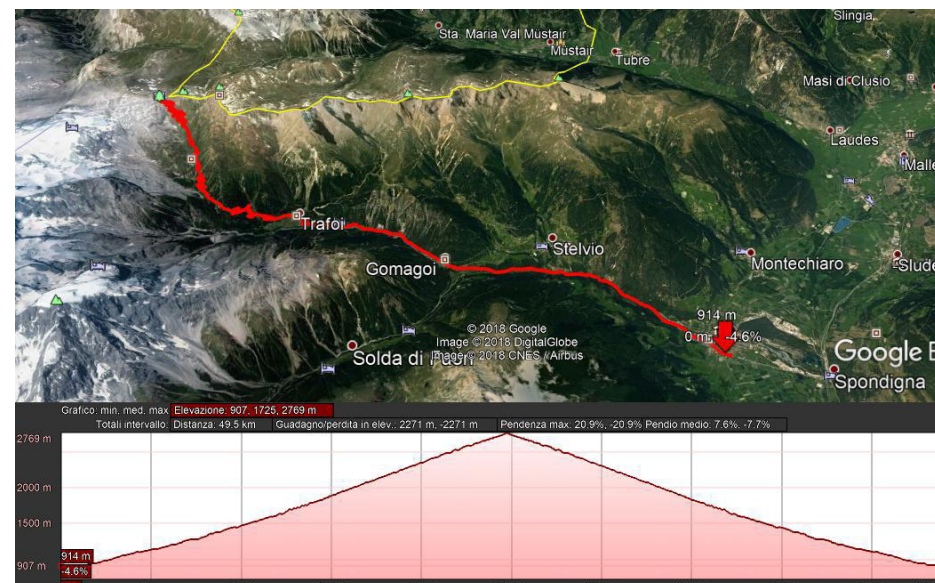 Slingia
Sta. Maria Val Mustair
Mustair
Tubre
Masi di Clusio
Laudes
Malle
Trafoi
Stelvio
Gomagoi
Montechiaro
Slude
914 m
0 m -4.6%
© 2018 Google
Image © 2018 DigitalGlobe
Image © 2018 CNES / Airbus
Solda di Fuori
Google E
Spondigna
Grafico: min. med. max Elevazione: 907, 1725, 2769 m
Totali intervallo: Distanza: 49.5 km Guadagno/perdita in elev.: 2271 m, -2271 m Pendenza max: 20.9%, -20.9% Pendio medio: 7.6%, -7.7%
2769 m
2000 m
1500 m
914 m
907 m
-4.6%